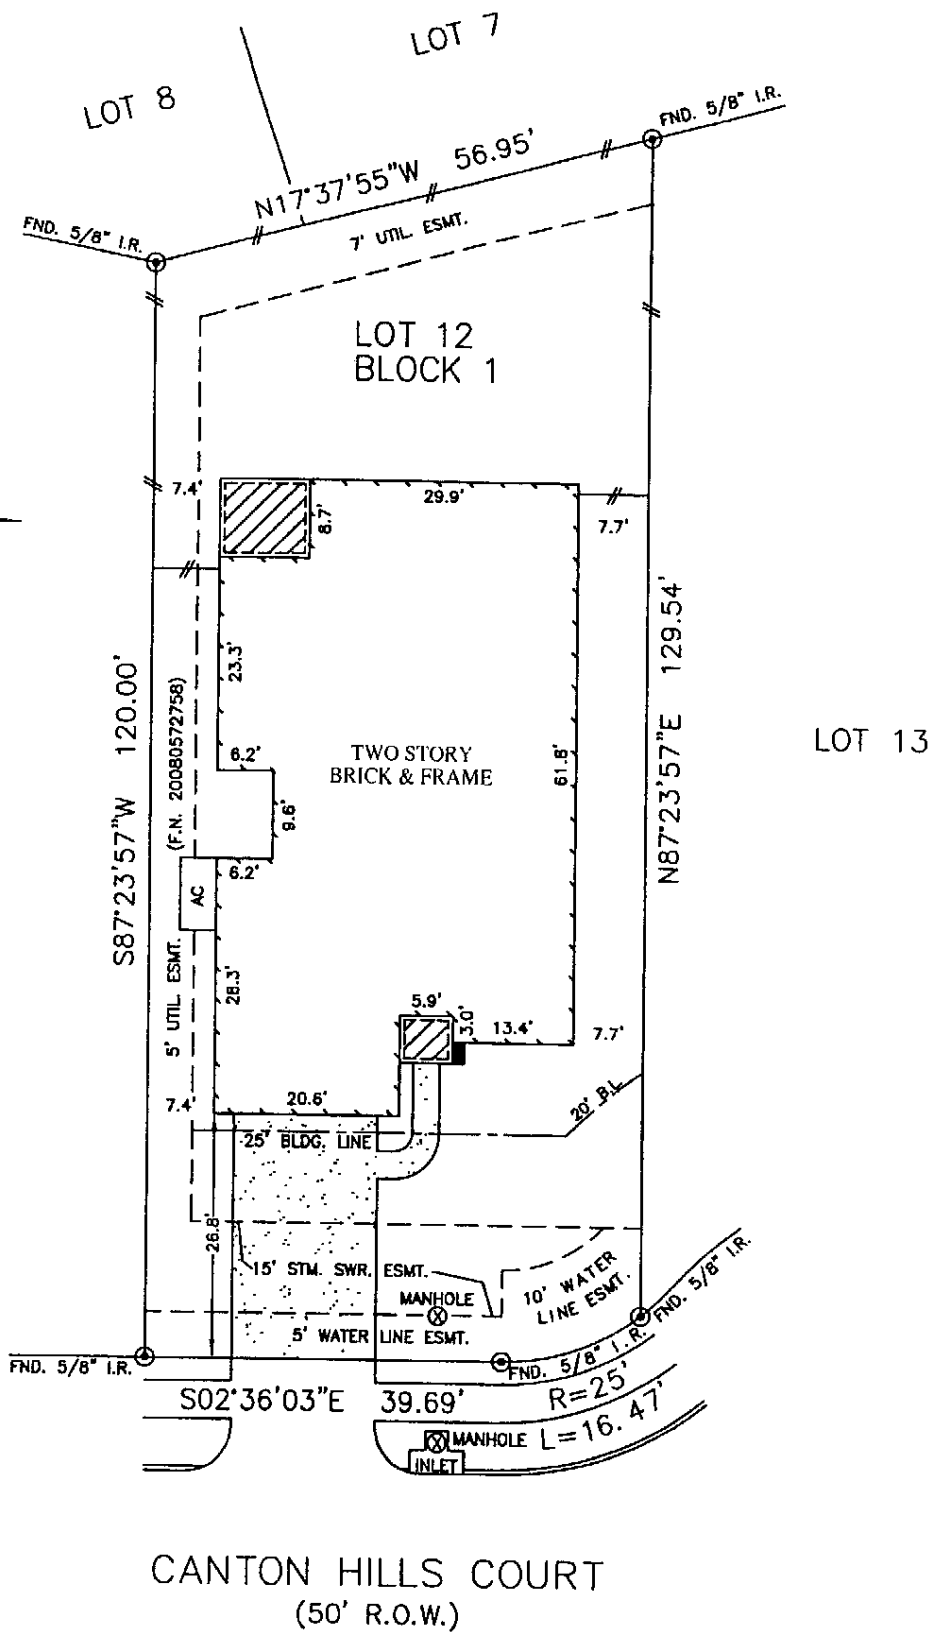 LOT 7
LOT 8
FND. 5/8" I.R.
N17°37'55"W 56.95'
FND. 5/8" I.R.
7' UTIL. ESMT.
LOT 12
BLOCK 1
7.4'
29.9'
8.7'
7.7'
23.3'
S87°23'57"W 120.00'
(F.N. 20080572758)
N87°23'57"E 129.54'
LOT 13
6.2'
TWO STORY
BRICK & FRAME
61.6'
9.6'
6.2'
AC
5' UTIL ESMT.
28.3'
5.9'
3.0'
13.4'
7.7'
7.4'
20.6'
20' B.L
25' BLDG. LINE
26.8'
15' STM. SWR. ESMT.
10' WATER
LINE ESMT.
MANHOLE
5' WATER LINE ESMT.
FND. 5/8" I.R.
FND. 5/8" I.R.
FND. 5/8" I.R.
S02°36'03"E 39.69'
R=25'
L=16.47'
MANHOLE
INLET
CANTON HILLS COURT
(50' R.O.W.)